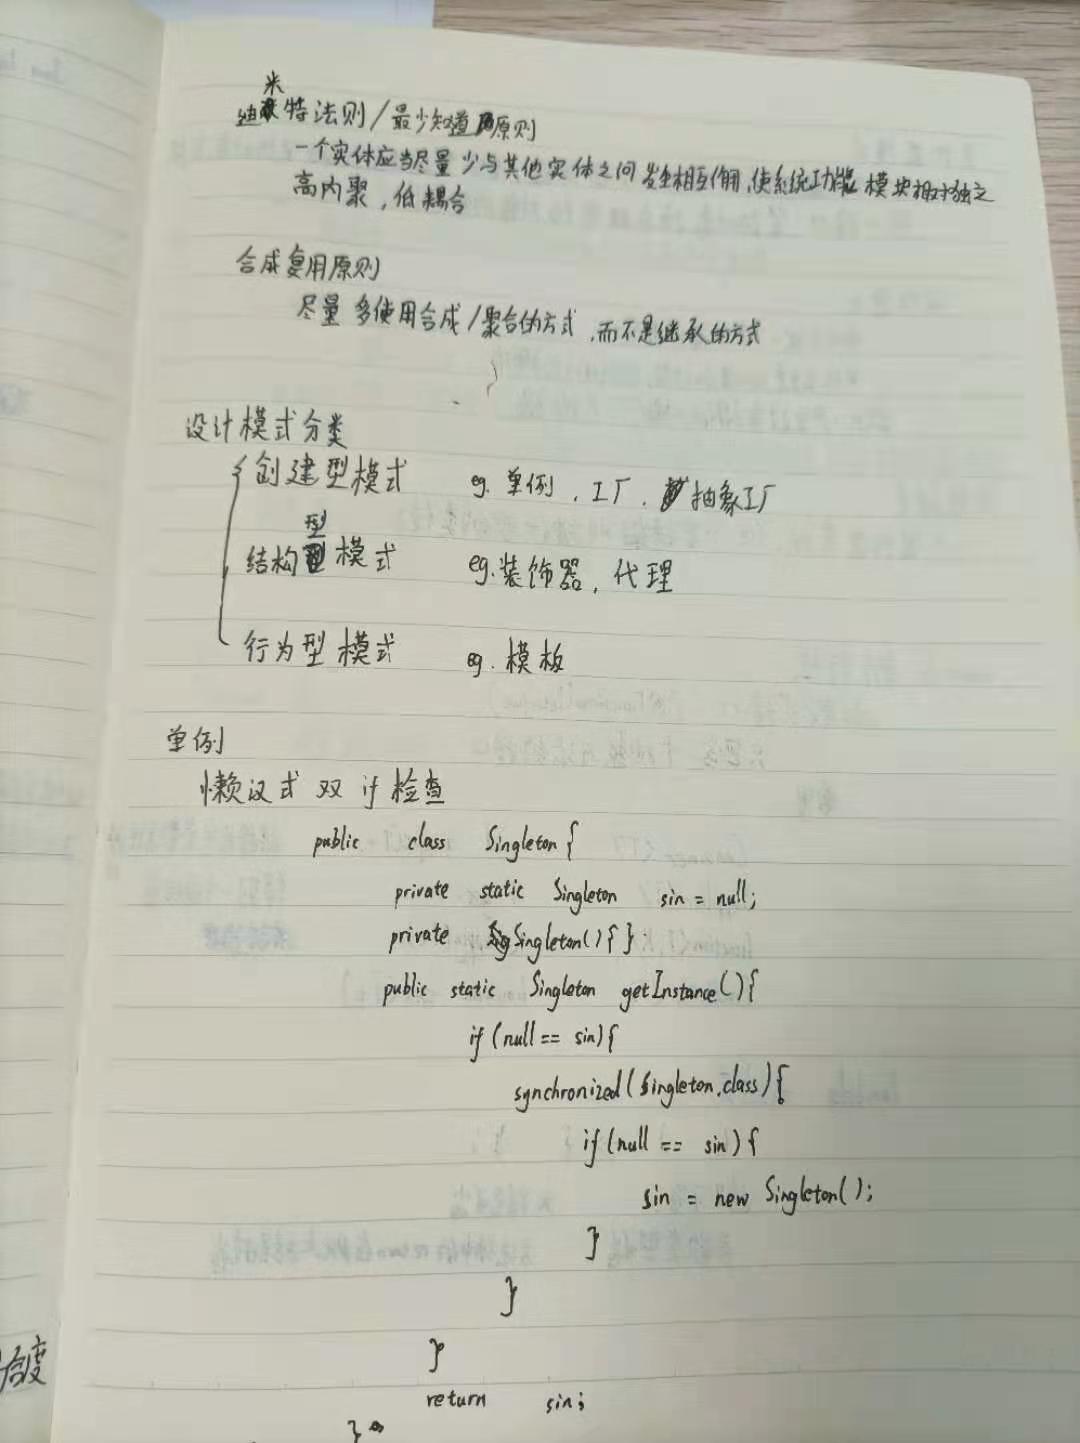 迪米特法则/最少知道原则
一个实体应当尽量少与其他实体之间发生相互作用,使系统功能模块相对独立
高内聚,低耦合
合成复用原则
尽量多使用合成/聚合的方式,而不是继承的方式
设计模式分类
创建型模式 eg. 单例, 工厂, 抽象工厂
结构型模式 eg. 装饰器, 代理
行为型模式 eg. 模板
单例
懒汉式 双 if 检查
public class Singleton {
private static Singleton sin = null;
private Singleton() { }
public static Singleton getInstance() {
if (null == sin) {
synchronized (Singleton.class) {
if (null == sin) {
sin = new Singleton();
}
}
}
return sin;
}